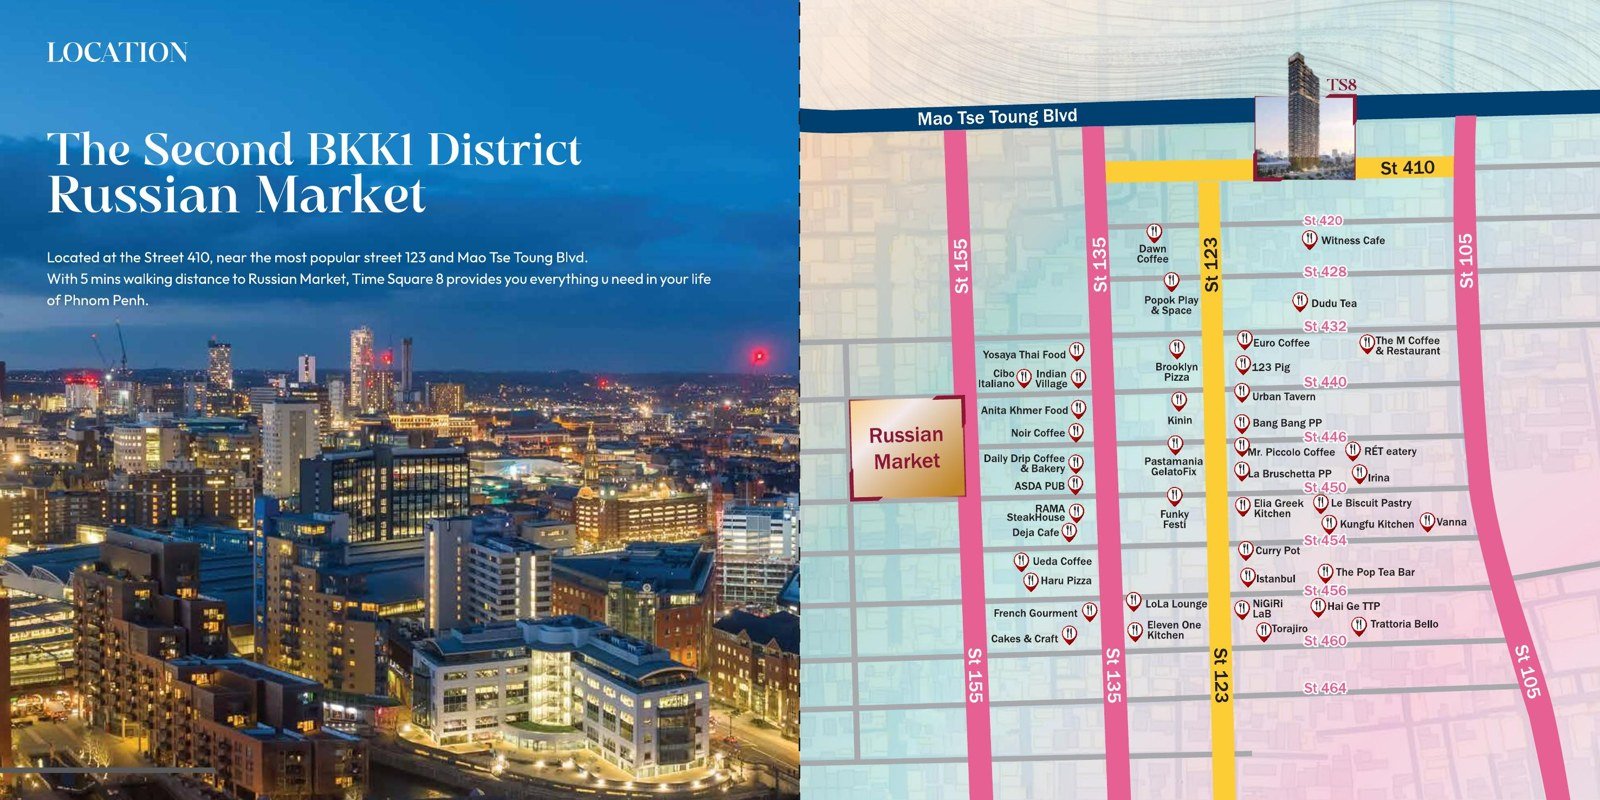 LOCATION
The Second BKK1 District
Russian Market
Located at the Street 410, near the most popular street 123 and Mao Tse Toung Blvd.
With 5 mins walking distance to Russian Market, Time Square 8 provides you everything u need in your life
of Phnom Penh.
TS8
Mao Tse Toung Blvd
St 410
St 155
St 135
St 123
St 105
St 420
Dawn
Coffee
Witness Cafe
St 428
Popok Play
& Space
Dudu Tea
St 432
Yosaya Thai Food
Euro Coffee
The M Coffee
& Restaurant
Cibo
Italiano
Indian
Village
Brooklyn
Pizza
123 Pig
St 440
Urban Tavern
Anita Khmer Food
Kinin
Noir Coffee
Bang Bang PP
St 446
Russian
Market
Daily Drip Coffee
& Bakery
Pastamania
GelatoFix
Mr. Piccolo Coffee
RÉT eatery
ASDA PUB
La Bruschetta PP
Irina
St 450
RAMA
SteakHouse
Funky
Festi
Elia Greek
Kitchen
Le Biscuit Pastry
Deja Cafe
Kungfu Kitchen
Vanna
St 454
Ueda Coffee
Curry Pot
Haru Pizza
Istanbul
The Pop Tea Bar
St 456
French Gourment
LoLa Lounge
NiGiRi
LaB
Hai Ge TTP
Cakes & Craft
Eleven One
Kitchen
Torajiro
Trattoria Bello
St 460
St 155
St 135
St 123
St 105
St 464